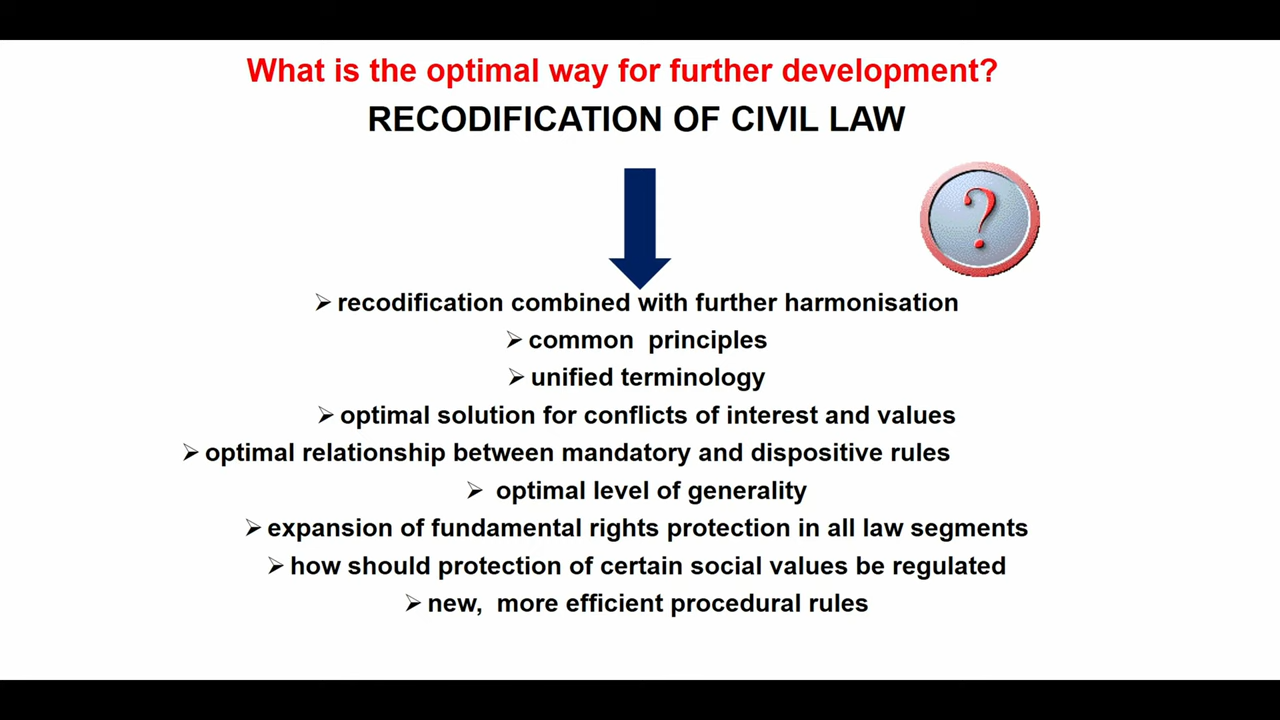 What is the optimal way for further development?
RECODIFICATION OF CIVIL LAW
?
➢ recodification combined with further harmonisation
➢ common principles
➢ unified terminology
➢ optimal solution for conflicts of interest and values
➢ optimal relationship between mandatory and dispositive rules
➢ optimal level of generality
➢ expansion of fundamental rights protection in all law segments
➢ how should protection of certain social values be regulated
➢ new, more efficient procedural rules